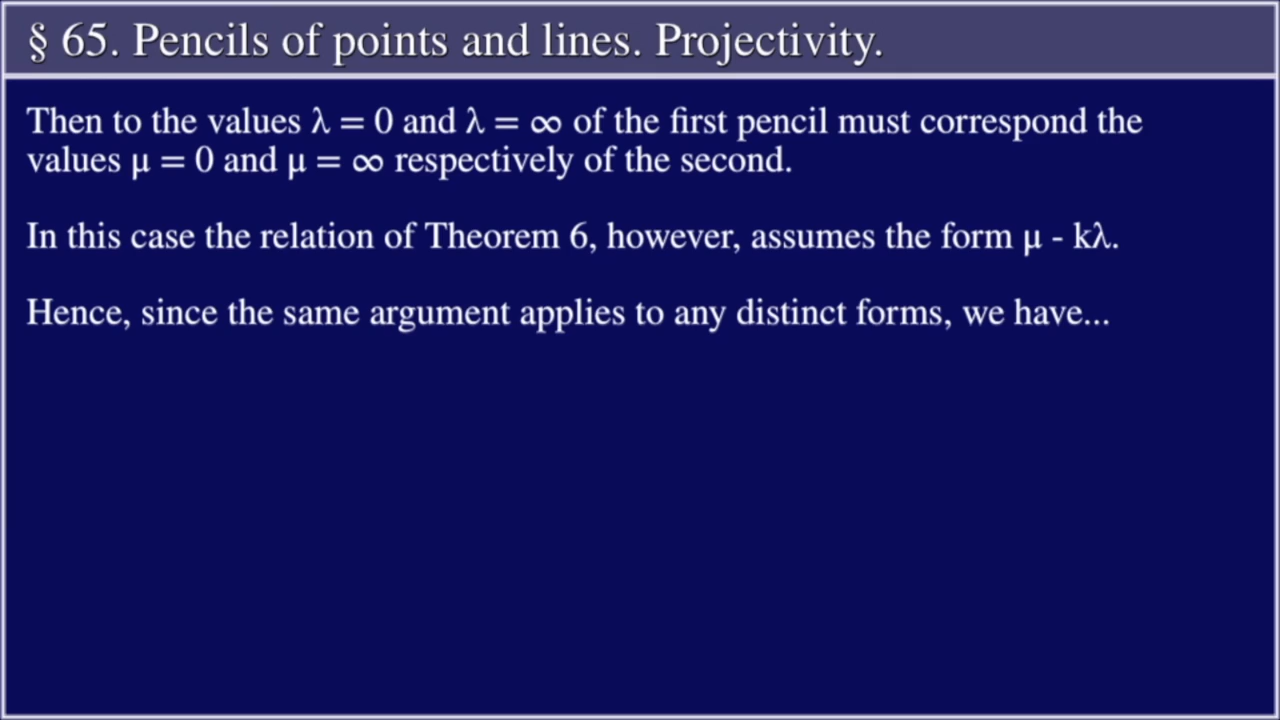 § 65. Pencils of points and lines. Projectivity.
Then to the values λ = 0 and λ = ∞ of the first pencil must correspond the
values μ = 0 and μ = ∞ respectively of the second.
In this case the relation of Theorem 6, however, assumes the form μ - kλ.
Hence, since the same argument applies to any distinct forms, we have...